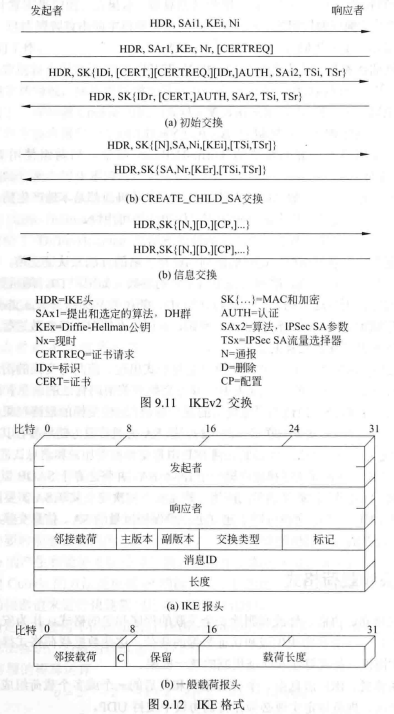 发起者 响应者
HDR, SAi1, KEi, Ni
HDR, SAr1, KEr, Nr, [CERTREQ]
HDR, SK{IDi, [CERT,][CERTREQ,][IDr,]AUTH, SAi2, TSi, TSr}
HDR, SK{IDr, [CERT,]AUTH, SAr2, TSi, TSr}
(a) 初始交换
HDR, SK{[N],SA,Ni,[KEi],[TSi,TSr]}
HDR,SK{SA,Nr,[KEr],[TSi,TSr]}
(b) CREATE_CHILD_SA交换
HDR,SK{[N,][D,][CP,]...}
HDR,SK{[N,][D,][CP],...}
(b) 信息交换
HDR=IKE头 SK{...}=MAC和加密
SAx1=提出和选定的算法, DH群 AUTH=认证
KEx=Diffie-Hellman公钥 SAx2=算法, IPSec SA参数
Nx=现时 TSx=IPSec SA流量选择器
CERTREQ=证书请求 N=通报
IDx=标识 D=删除
CERT=证书 CP=配置
图 9.11 IKEv2 交换
比特 0 8 16 24 31
发起者
响应者
邻接载荷 主版本 副版本 交换类型 标记
消息ID
长度
(a) IKE 报头
比特 0 8 16 31
邻接载荷 C 保留 载荷长度
(b) 一般载荷报头
图 9.12 IKE 格式